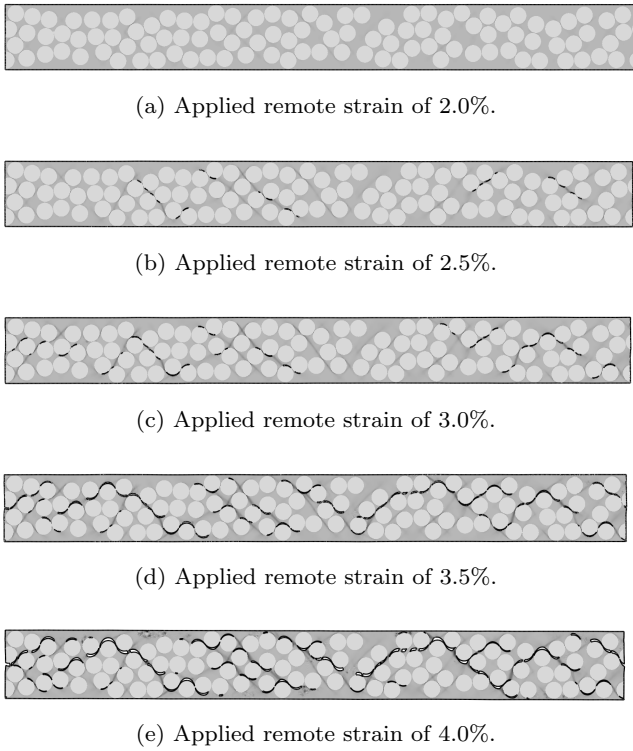 (a) Applied remote strain of 2.0%.
(b) Applied remote strain of 2.5%.
(c) Applied remote strain of 3.0%.
(d) Applied remote strain of 3.5%.
(e) Applied remote strain of 4.0%.